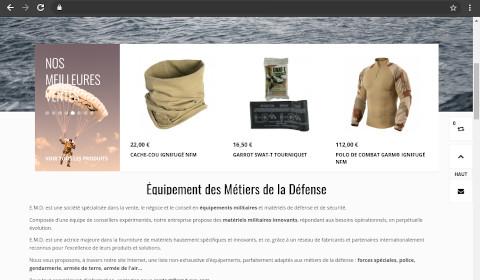 NOS
MEILLEURES
VENTES
VOIR TOUS LES PRODUITS
22,00 €
CACHE-COU IGNIFUGÉ NFM
16,50 €
GARROT SWAT-T TOURNIQUET
112,00 €
POLO DE COMBAT GARM® IGNIFUGÉ
NFM
0
HAUT
Équipement des Métiers de la Défense
E.M.D. est une société spécialisée dans la vente, le négoce et le conseil en équipements militaires et matériels de défense et de sécurité.
Composée d'une équipe de conseillers expérimentés, notre entreprise propose des matériels militaires innovants, répondant aux besoins opérationnels, en perpétuelle
évolution.
E.M.D. est une actrice majeure dans la fourniture de matériels hautement spécifiques et innovants, et ce, grâce à un réseau de fabricants et partenaires internationalement
reconnus pour l'excellence de leurs produits et solutions.
Nous vous proposons, à travers notre site Internet, une liste non-exhaustive d'équipements, parfaitement adaptés aux métiers de la défense : forces spéciales, police,
gendarmerie, armée de terre, armée de l'air...